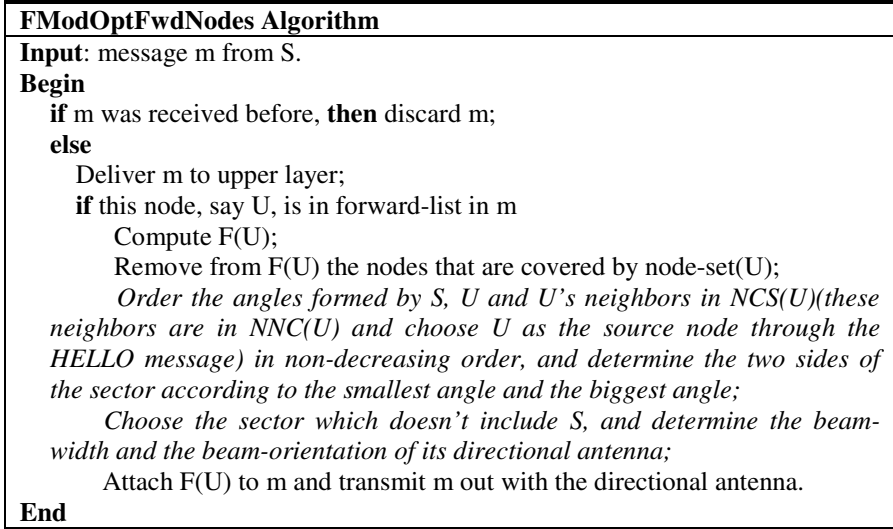 FModOptFwdNodes Algorithm
Input: message m from S.
Begin
if m was received before, then discard m;
else
Deliver m to upper layer;
if this node, say U, is in forward-list in m
Compute F(U);
Remove from F(U) the nodes that are covered by node-set(U);
Order the angles formed by S, U and U's neighbors in NCS(U)(these
neighbors are in NNC(U) and choose U as the source node through the
HELLO message) in non-decreasing order, and determine the two sides of
the sector according to the smallest angle and the biggest angle;
Choose the sector which doesn't include S, and determine the beam-
width and the beam-orientation of its directional antenna;
Attach F(U) to m and transmit m out with the directional antenna.
End